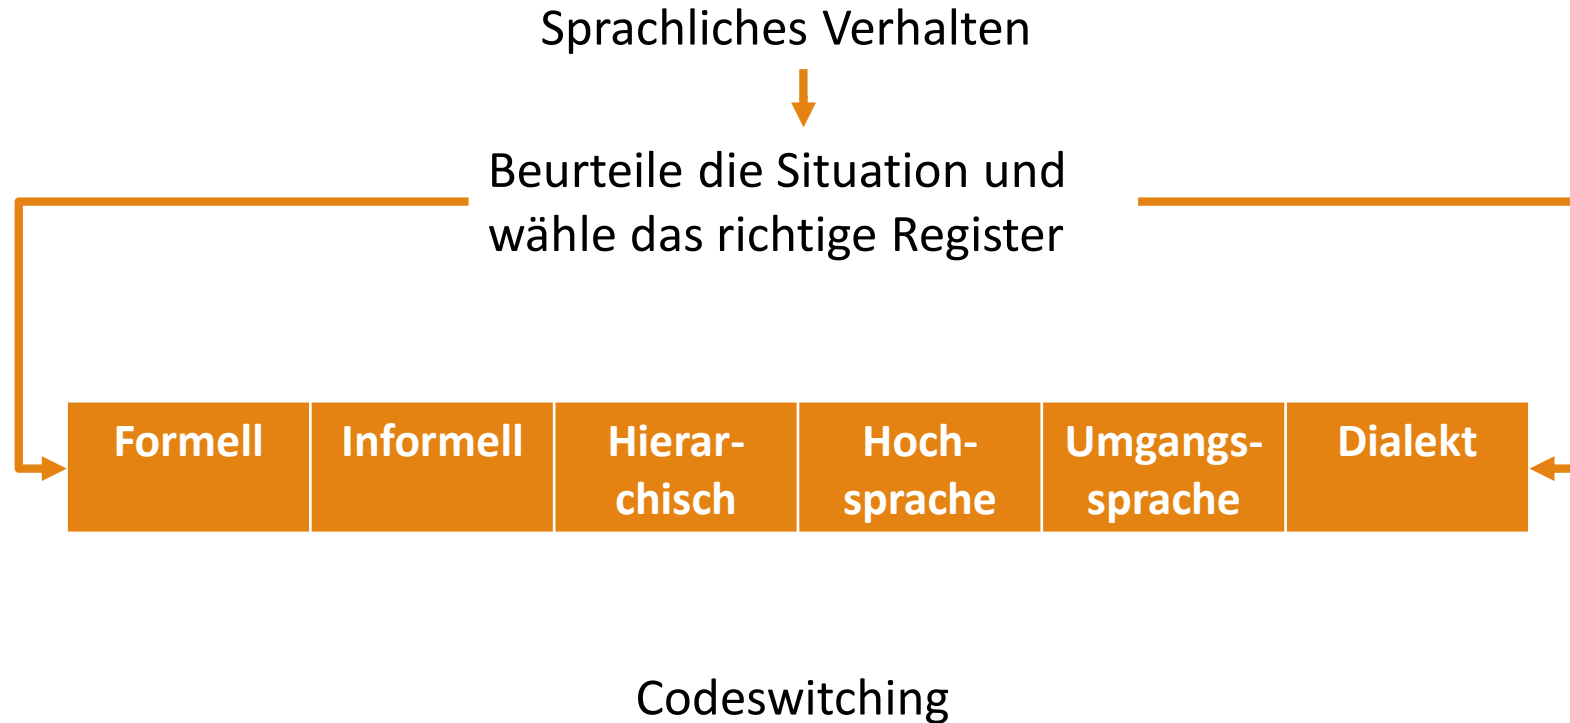 Sprachliches Verhalten
Beurteile die Situation und
wähle das richtige Register
Formell
Informell
Hierar-
chisch
Hoch-
sprache
Umgangs-
sprache
Dialekt
Codeswitching